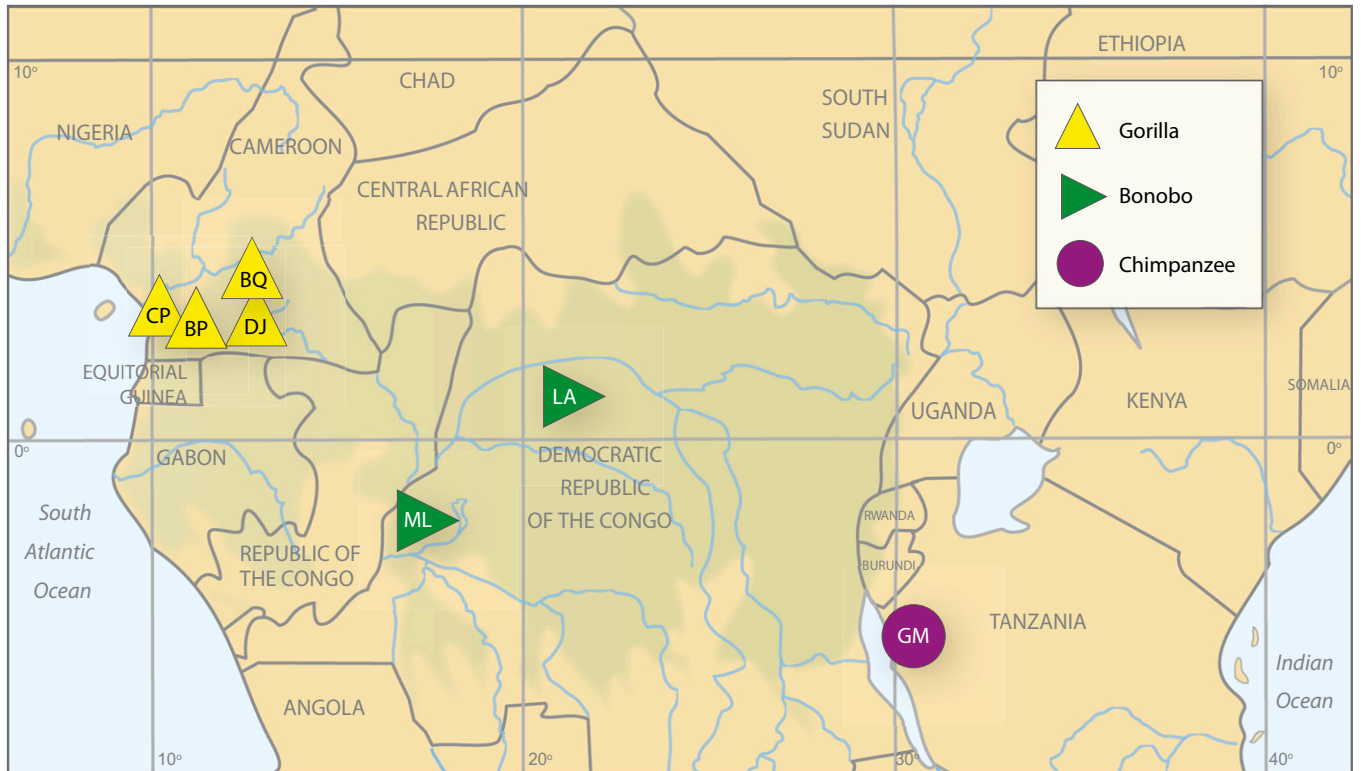 10°
10°
ETHIOPIA
CHAD
SOUTH
SUDAN
NIGERIA
CAMEROON
CENTRAL AFRICAN
REPUBLIC
Gorilla
Bonobo
Chimpanzee
BQ
CP
BP
DJ
EQUITORIAL
GUINEA
LA
UGANDA
KENYA
SOMALIA
0°
0°
GABON
DEMOCRATIC
REPUBLIC
OF THE CONGO
ML
RWANDA
BURUNDI
South
Atlantic
Ocean
REPUBLIC OF
THE CONGO
GM
TANZANIA
Indian
Ocean
ANGOLA
10°
20°
30°
40°